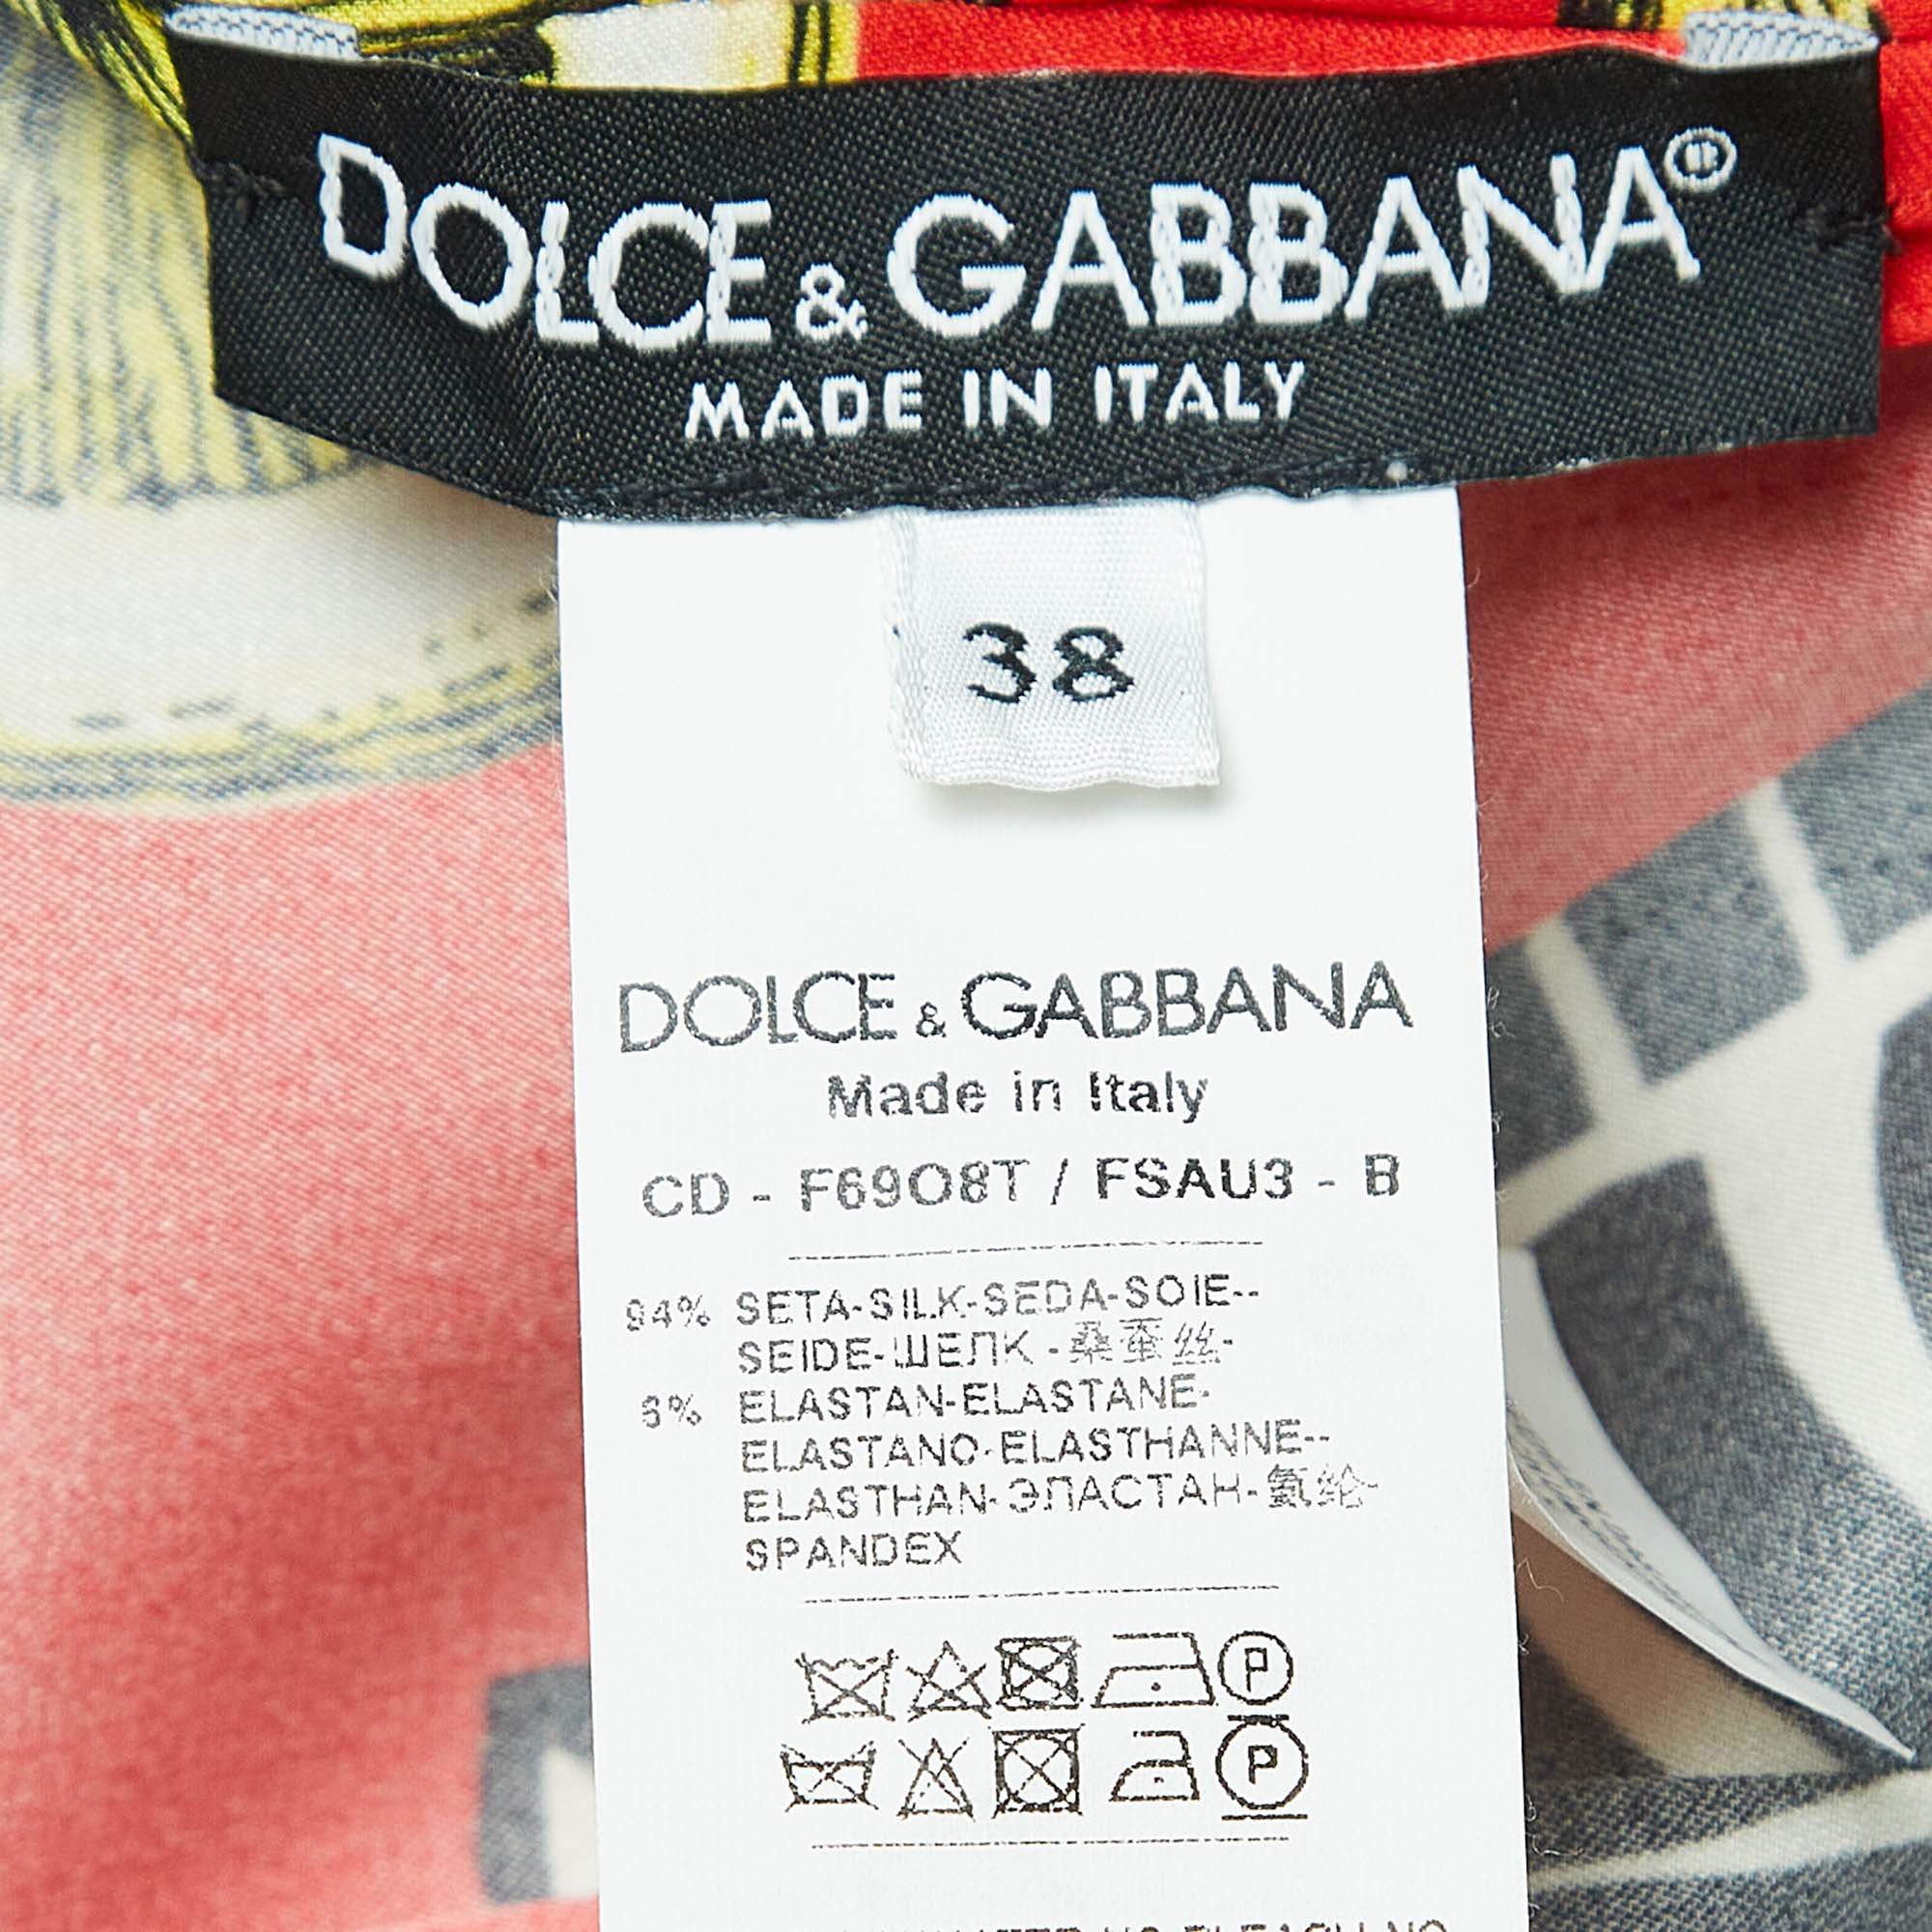 DOLCE & GABBANA®
MADE IN ITALY
38
DOLCE & GABBANA
Made in Italy
CD - F69O8T / FSAU3 - B
94% SETA-SILK-SEDA-SOIE--
SEIDE-ШЕЛК -桑蚕丝-
6% ELASTAN-ELASTANE-
ELASTANO-ELASTHANNE--
ELASTHAN-ЭЛАСТАН-氨纶-
SPANDEX
P
P